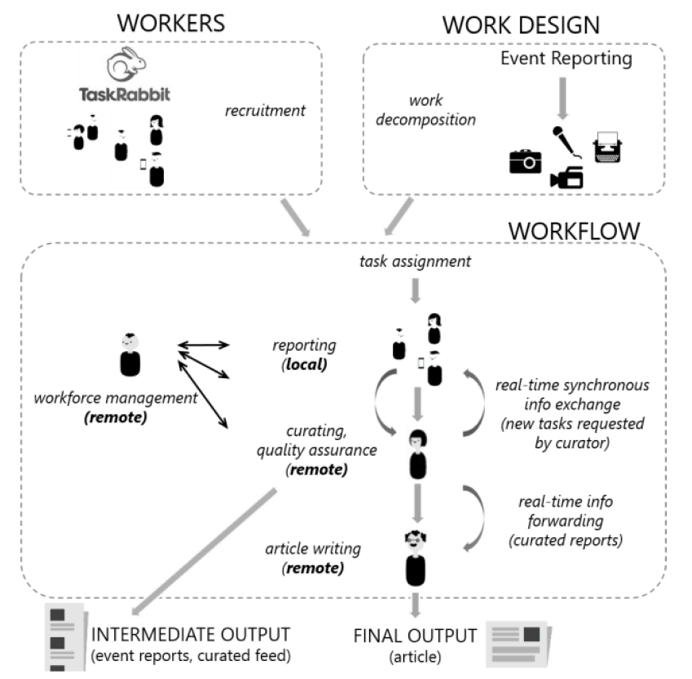 WORKERS
TaskRabbit
recruitment
WORK DESIGN
Event Reporting
work
decomposition
WORKFLOW
task assignment
reporting
(local)
workforce management
(remote)
real-time synchronous
info exchange
(new tasks requested
by curator)
curating,
quality assurance
(remote)
real-time info
forwarding
(curated reports)
article writing
(remote)
INTERMEDIATE OUTPUT
(event reports, curated feed)
FINAL OUTPUT
(article)